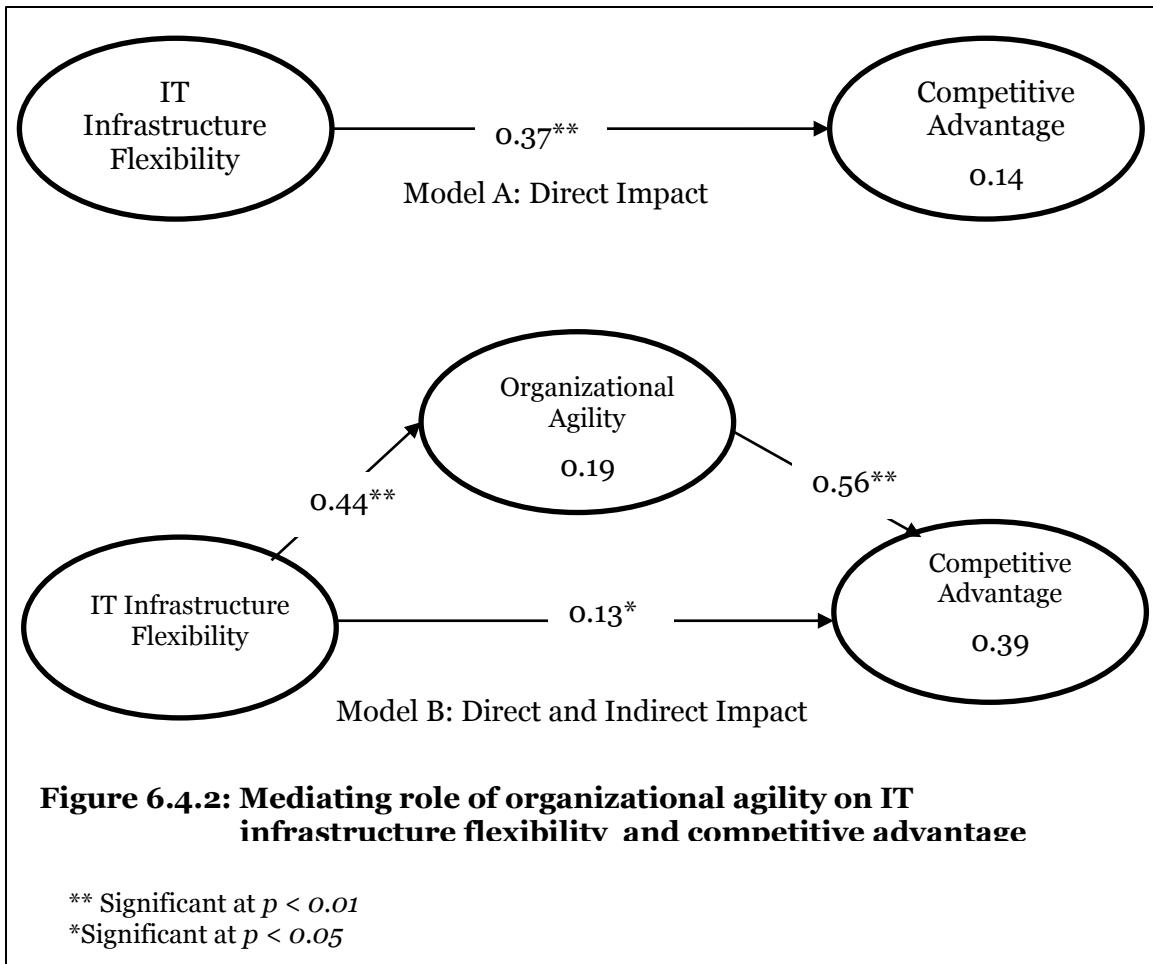 IT
Infrastructure
Flexibility
0.37**
Competitive
Advantage
0.14
Model A: Direct Impact
Organizational
Agility
0.19
0.44**
0.56**
IT Infrastructure
Flexibility
0.13*
Competitive
Advantage
0.39
Model B: Direct and Indirect Impact
Figure 6.4.2: Mediating role of organizational agility on IT
infrastructure flexibility and competitive advantage
** Significant at p < 0.01
*Significant at p < 0.05